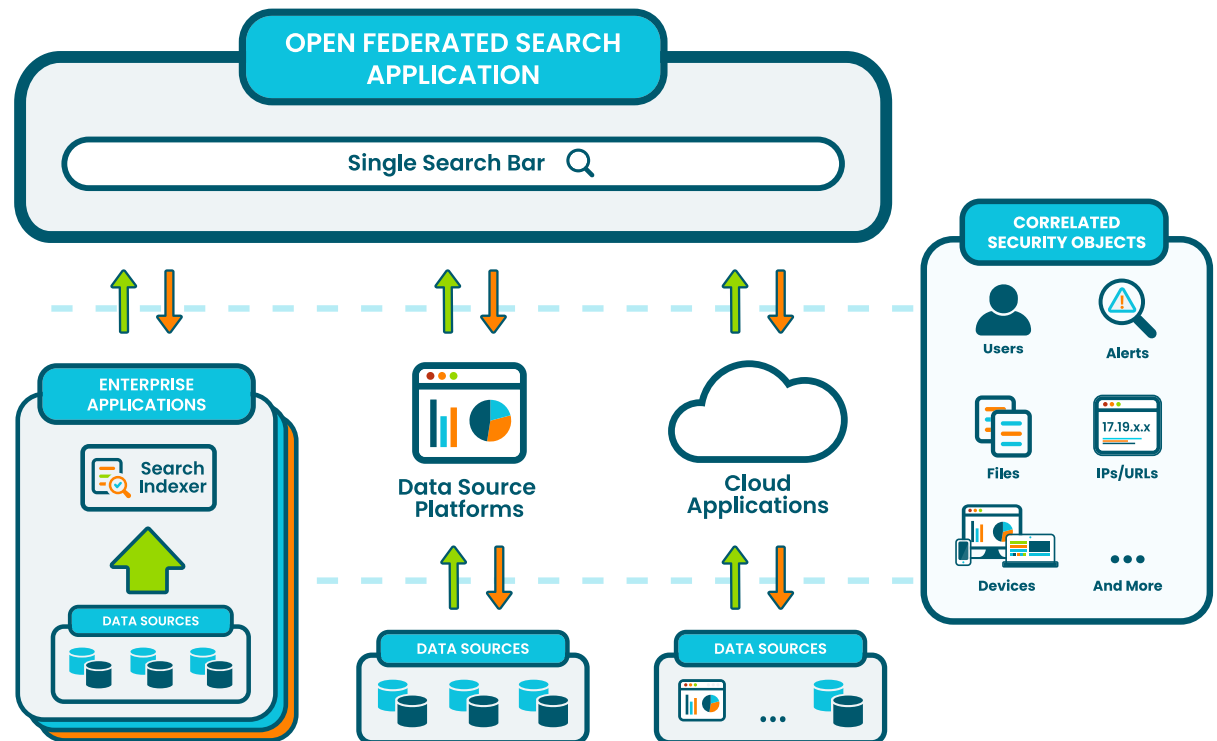 OPEN FEDERATED SEARCH
APPLICATION
Single Search Bar
CORRELATED
SECURITY OBJECTS
Users
Alerts
17.19.x.x
Files
IPs/URLs
Devices
...
And More
ENTERPRISE
APPLICATIONS
Search
Indexer
DATA SOURCES
Data Source
Platforms
DATA SOURCES
Cloud
Applications
DATA SOURCES
...